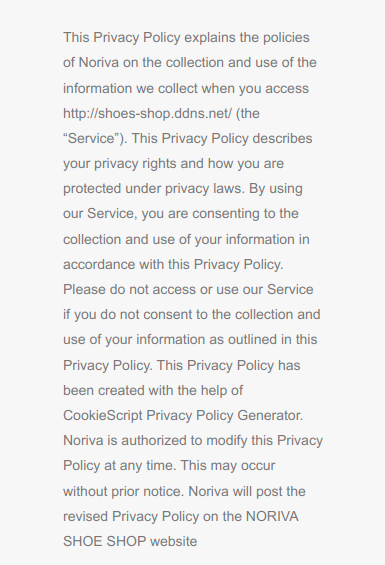 This Privacy Policy explains the policies
of Noriva on the collection and use of the
information we collect when you access
http://shoes-shop.ddns.net/ (the
“Service”). This Privacy Policy describes
your privacy rights and how you are
protected under privacy laws. By using
our Service, you are consenting to the
collection and use of your information in
accordance with this Privacy Policy.
Please do not access or use our Service
if you do not consent to the collection and
use of your information as outlined in this
Privacy Policy. This Privacy Policy has
been created with the help of
CookieScript Privacy Policy Generator.
Noriva is authorized to modify this Privacy
Policy at any time. This may occur
without prior notice. Noriva will post the
revised Privacy Policy on the NORIVA
SHOE SHOP website